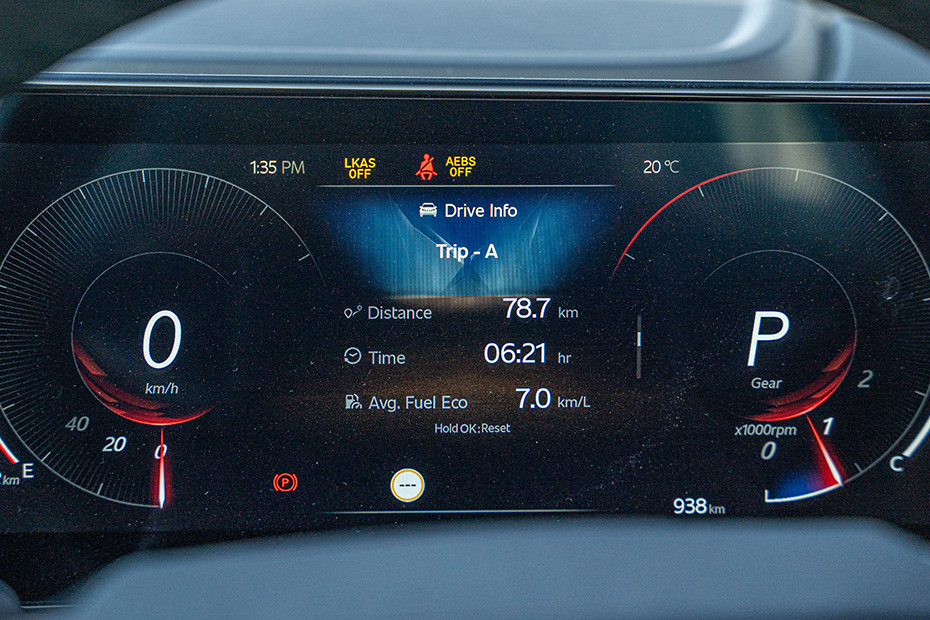 1:35 PM
LKAS
OFF
AEBS
OFF
20 °C
Drive Info
Trip - A
Distance 78.7 km
Time 06:21 hr
Avg. Fuel Eco 7.0 km/L
Hold OK:Reset
0
km/h
40
20
0
E
km
P
Gear
2
1
x1000rpm
0
C
P
---
938 km